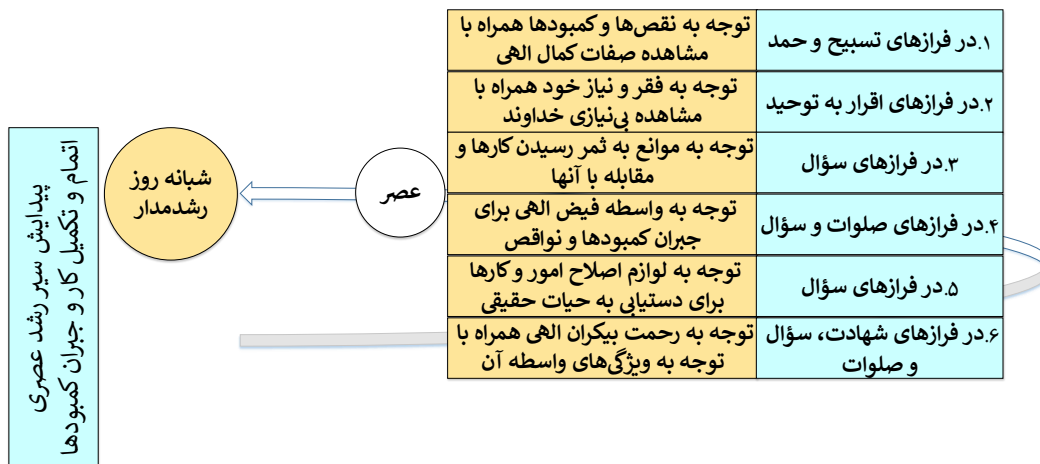 ۱.در فرازهای تسبیح و حمد
توجه به نقص‌ها و کمبودها همراه با
مشاهده صفات کمال الهی
۲.در فرازهای اقرار به توحید
توجه به فقر و نیاز خود همراه با
مشاهده بی‌نیازی خداوند
۳.در فرازهای سؤال
توجه به موانع به ثمر رسیدن کارها و
مقابله با آنها
۴.در فرازهای صلوات و سؤال
توجه به واسطه فیض الهی برای
جبران کمبودها و نواقص
۵.در فرازهای سؤال
توجه به لوازم اصلاح امور و کارها
برای دستیابی به حیات حقیقی
۶.در فرازهای شهادت، سؤال
و صلوات
توجه به رحمت بیکران الهی همراه با
توجه به ویژگی‌های واسطه آن
عصر
شبانه روز
رشدمدار
پیدایش سیر رشد عصری
اتمام و تکمیل کار و جبران کمبودها